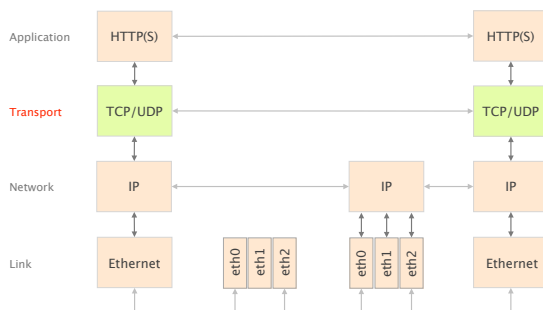 Application HTTP(S) HTTP(S)
Transport TCP/UDP TCP/UDP
Network IP IP IP
Link Ethernet eth0 eth1 eth2 eth0 eth1 eth2 Ethernet